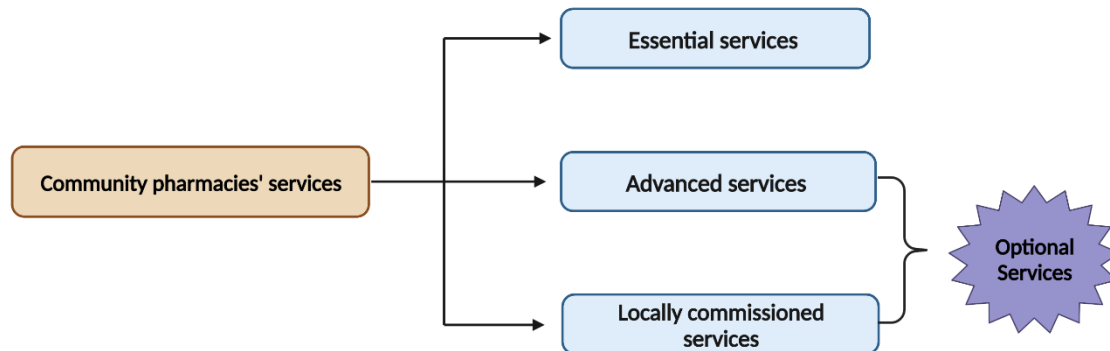 Essential services
Community pharmacies' services
Advanced services
Optional
Services
Locally commissioned
services